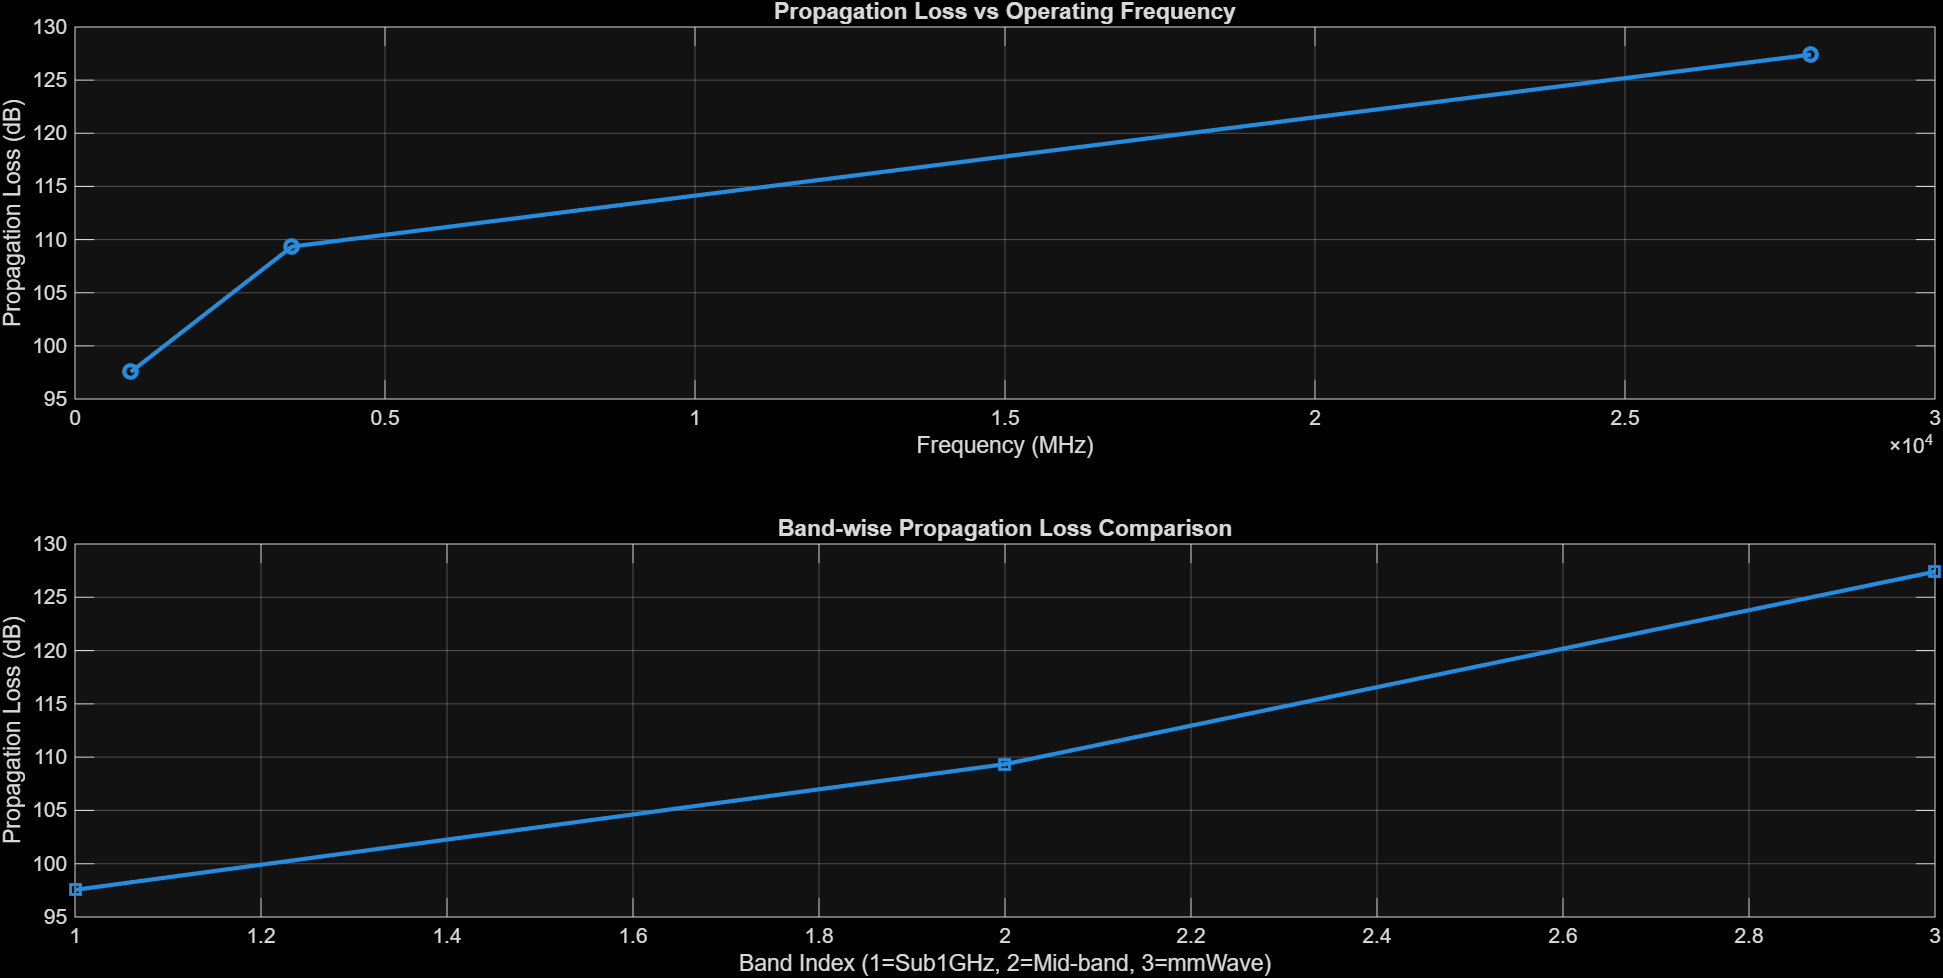 Propagation Loss vs Operating Frequency
Propagation Loss (dB)
130
125
120
115
110
105
100
95
0 0.5 1 1.5 2 2.5 3
Frequency (MHz)
×10⁴
Band-wise Propagation Loss Comparison
Propagation Loss (dB)
130
125
120
115
110
105
100
95
1 1.2 1.4 1.6 1.8 2 2.2 2.4 2.6 2.8 3
Band Index (1=Sub1GHz, 2=Mid-band, 3=mmWave)